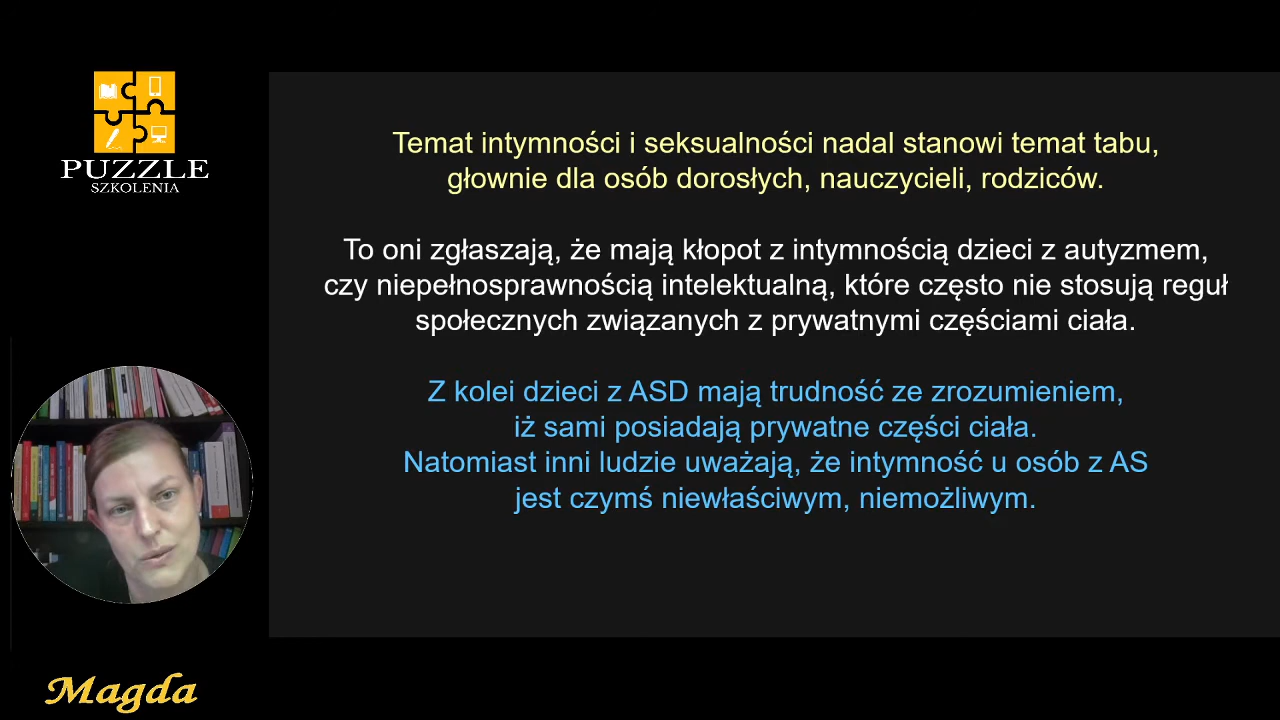 PUZZLE
SZKOLENIA
Temat intymności i seksualności nadal stanowi temat tabu,
głownie dla osób dorosłych, nauczycieli, rodziców.
To oni zgłaszają, że mają kłopot z intymnością dzieci z autyzmem,
czy niepełnosprawnością intelektualną, które często nie stosują reguł
społecznych związanych z prywatnymi częściami ciała.
Z kolei dzieci z ASD mają trudność ze zrozumieniem,
iż sami posiadają prywatne części ciała.
Natomiast inni ludzie uważają, że intymność u osób z AS
jest czymś niewłaściwym, niemożliwym.
Magda